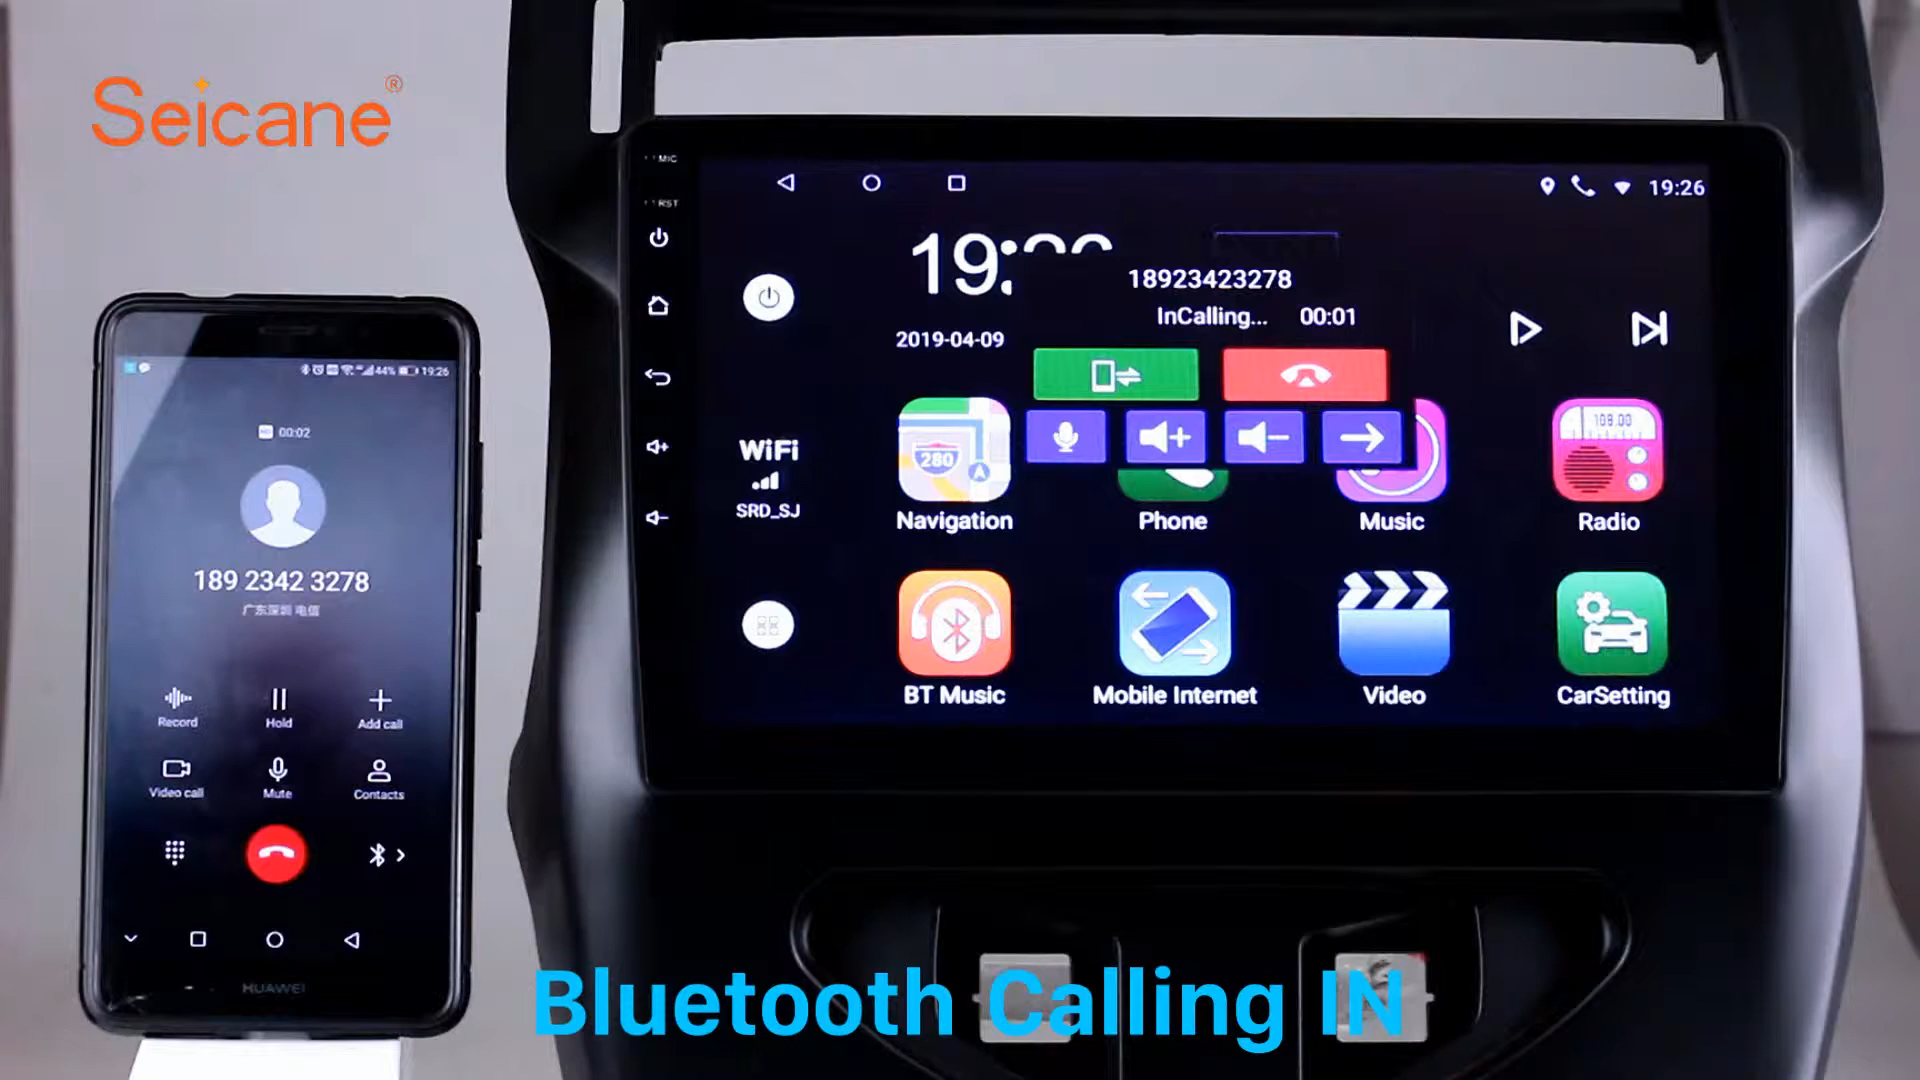 Seicane®
MIC
RST
19:26
19:
2019-04-09
18923423278
InCalling... 00:01
WiFi
SRD_SJ
280
A
108.00
Navigation
Phone
Music
Radio
BT Music
Mobile Internet
Video
CarSetting
44% 19:26
HD 00:02
189 2342 3278
广东深圳 电信
Record
Hold
Add call
Video call
Mute
Contacts
HUAWEI
Bluetooth Calling IN